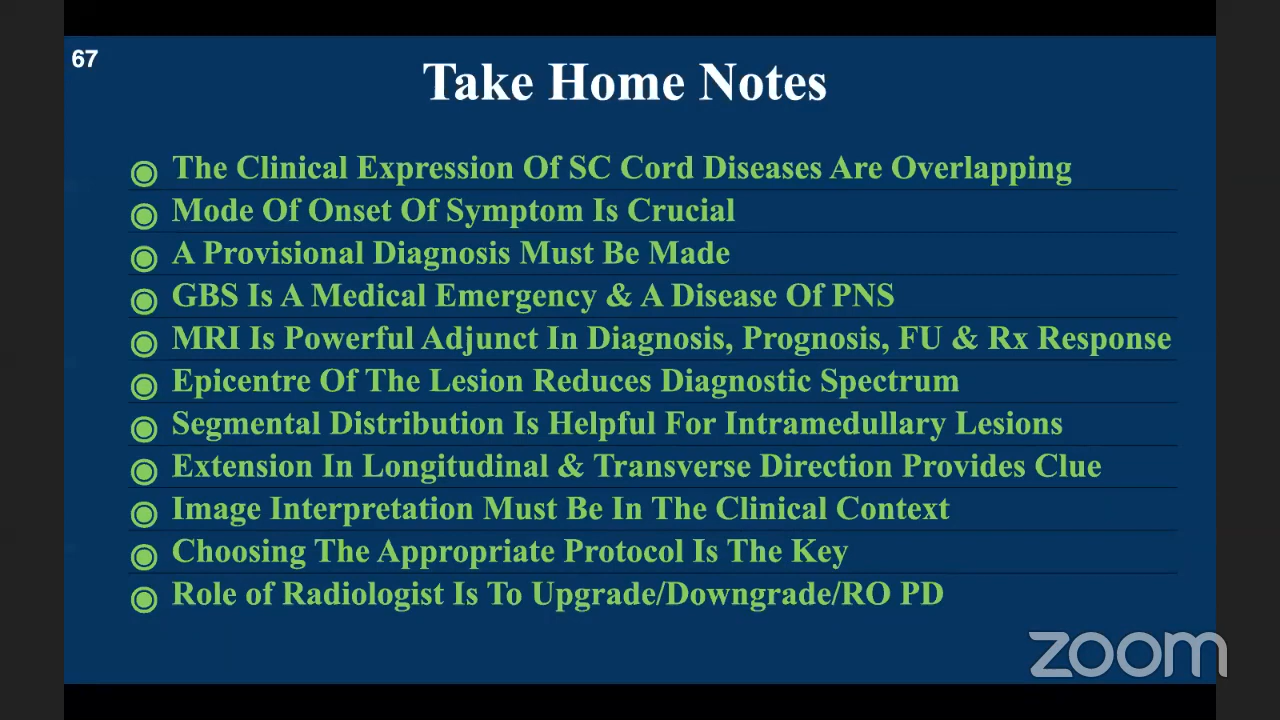 67
Take Home Notes
The Clinical Expression Of SC Cord Diseases Are Overlapping
Mode Of Onset Of Symptom Is Crucial
A Provisional Diagnosis Must Be Made
GBS Is A Medical Emergency & A Disease Of PNS
MRI Is Powerful Adjunct In Diagnosis, Prognosis, FU & Rx Response
Epicentre Of The Lesion Reduces Diagnostic Spectrum
Segmental Distribution Is Helpful For Intramedullary Lesions
Extension In Longitudinal & Transverse Direction Provides Clue
Image Interpretation Must Be In The Clinical Context
Choosing The Appropriate Protocol Is The Key
Role of Radiologist Is To Upgrade/Downgrade/RO PD
zoom